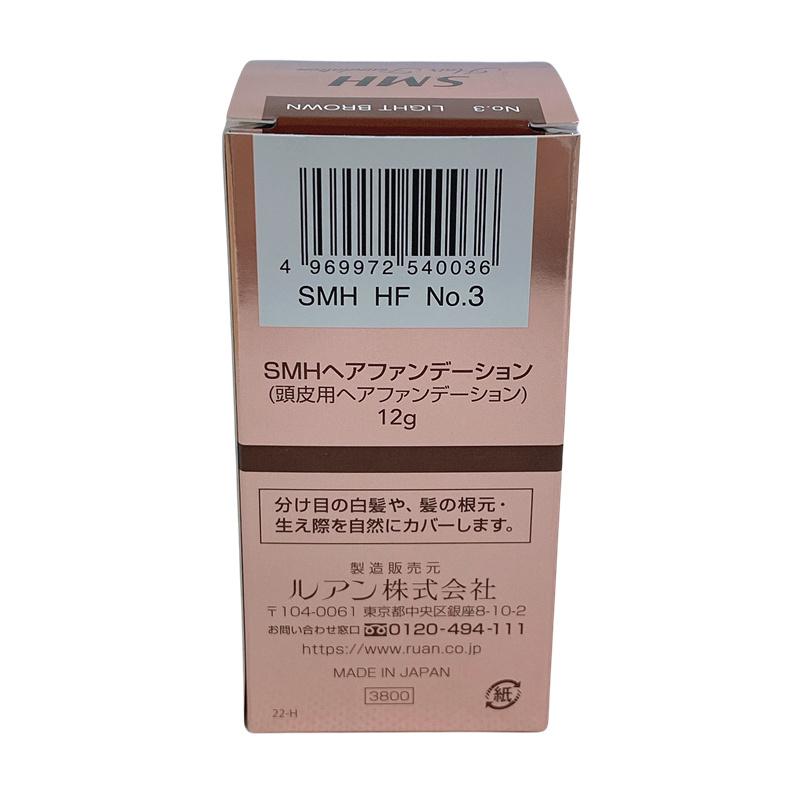 SMH
Hair Foundation
No.3 LIGHT BROWN
4 969972 540036
SMH HF No.3
SMHヘアファンデーション
(頭皮用ヘアファンデーション)
12g
分け目の白髪や、髪の根元・
生え際を自然にカバーします。
製造販売元
ルアン株式会社
〒104-0061 東京都中央区銀座8-10-2
お問い合わせ窓口 0120-494-111
https://www.ruan.co.jp
MADE IN JAPAN
3800
紙
22-H